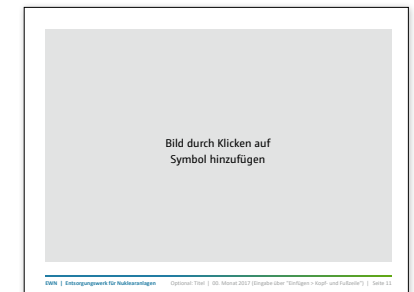 Bild durch Klicken auf
Symbol hinzufügen
EWN | Entsorgungswerk für Nuklearanlagen Optional: Titel | 00. Monat 2017 (Eingabe über "Einfügen > Kopf- und Fußzeile") | Seite 11